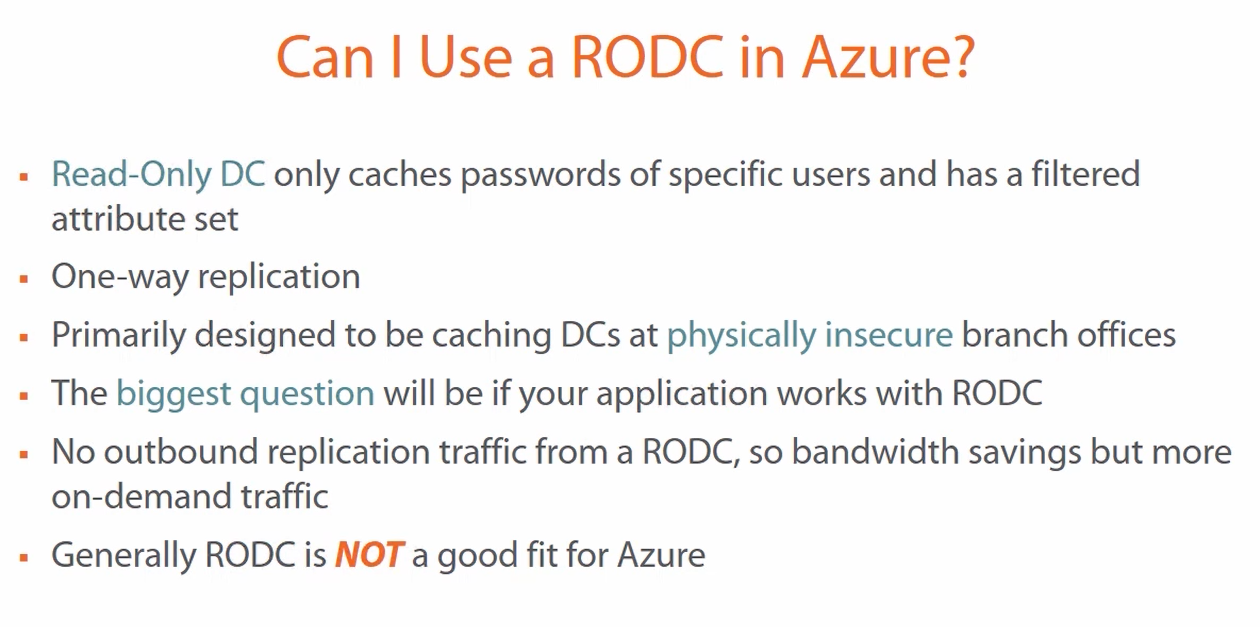 Can I Use a RODC in Azure?
▪ Read-Only DC only caches passwords of specific users and has a filtered
attribute set
▪ One-way replication
▪ Primarily designed to be caching DCs at physically insecure branch offices
▪ The biggest question will be if your application works with RODC
▪ No outbound replication traffic from a RODC, so bandwidth savings but more
on-demand traffic
▪ Generally RODC is NOT a good fit for Azure